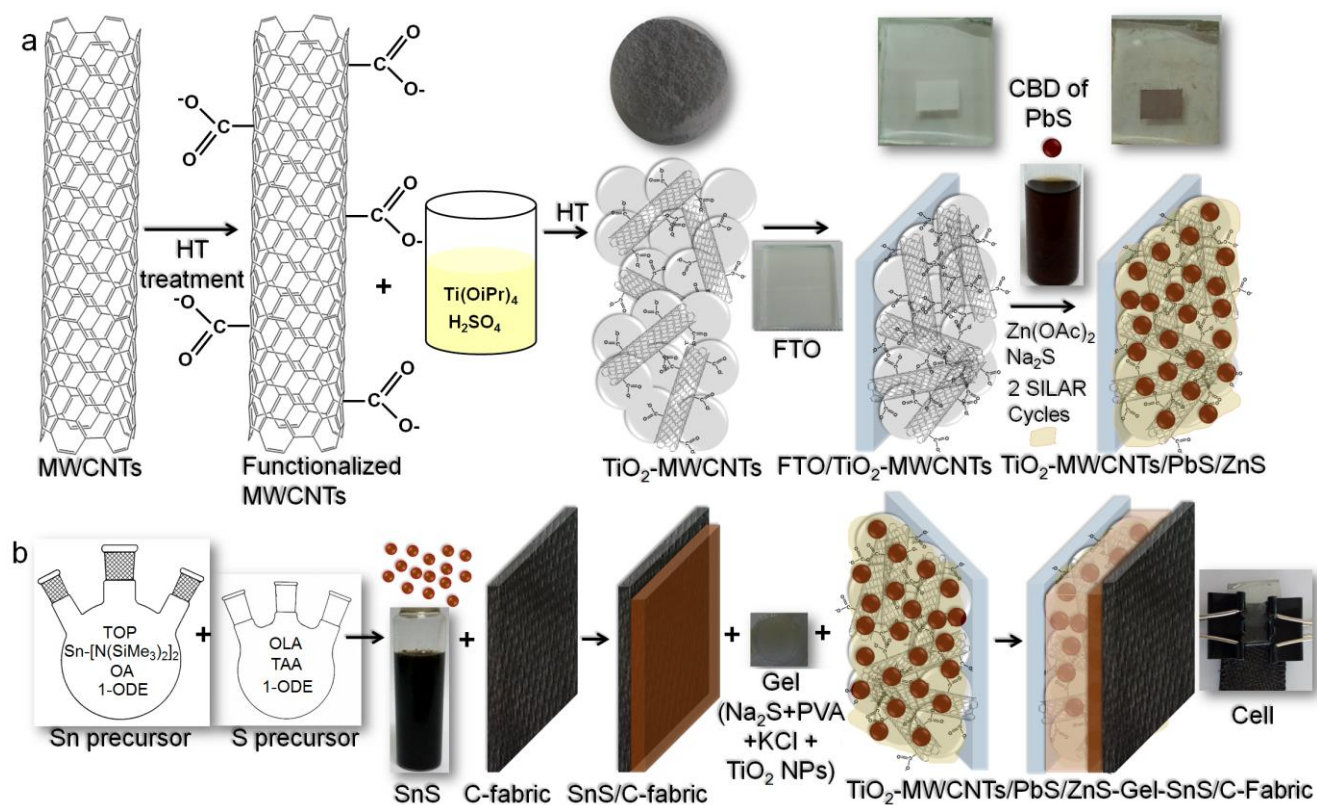 a
C
O
O-
-O
C
O
C
O
O-
-O
C
O
C
O
O-
HT
treatment
+
Ti(OiPr)4
H2SO4
HT
FTO
CBD of
PbS
Zn(OAc)2
Na2S
2 SILAR
Cycles
MWCNTs
Functionalized
MWCNTs
TiO2-MWCNTs
FTO/TiO2-MWCNTs
TiO2-MWCNTs/PbS/ZnS
b
TOP
Sn-[N(SiMe3)2]2
OA
1-ODE
Sn precursor
+
OLA
TAA
1-ODE
S precursor
SnS
+
C-fabric
SnS/C-fabric
+
Gel
(Na2S+PVA
+KCl +
TiO2 NPs)
+
TiO2-MWCNTs/PbS/ZnS-Gel-SnS/C-Fabric
Cell